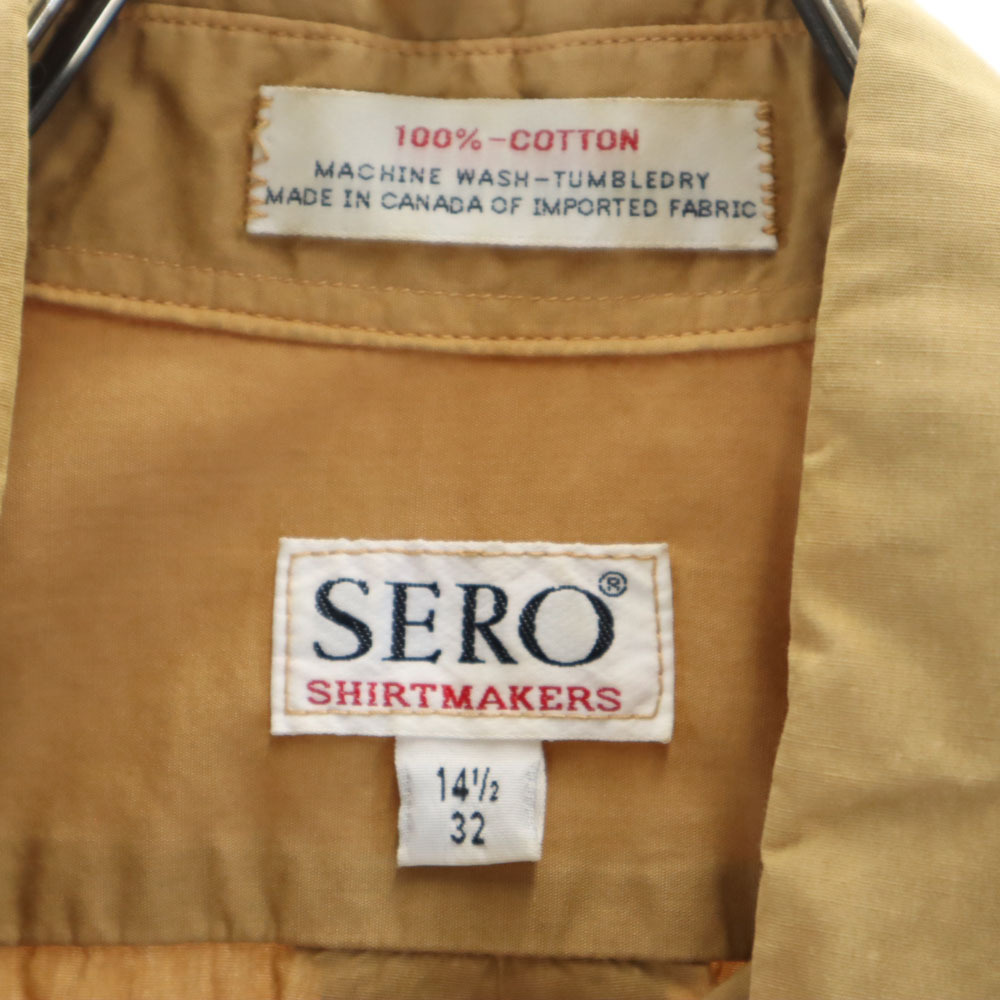 100%-COTTON
MACHINE WASH-TUMBLEDRY
MADE IN CANADA OF IMPORTED FABRIC
SERO®
SHIRTMAKERS
14½
32